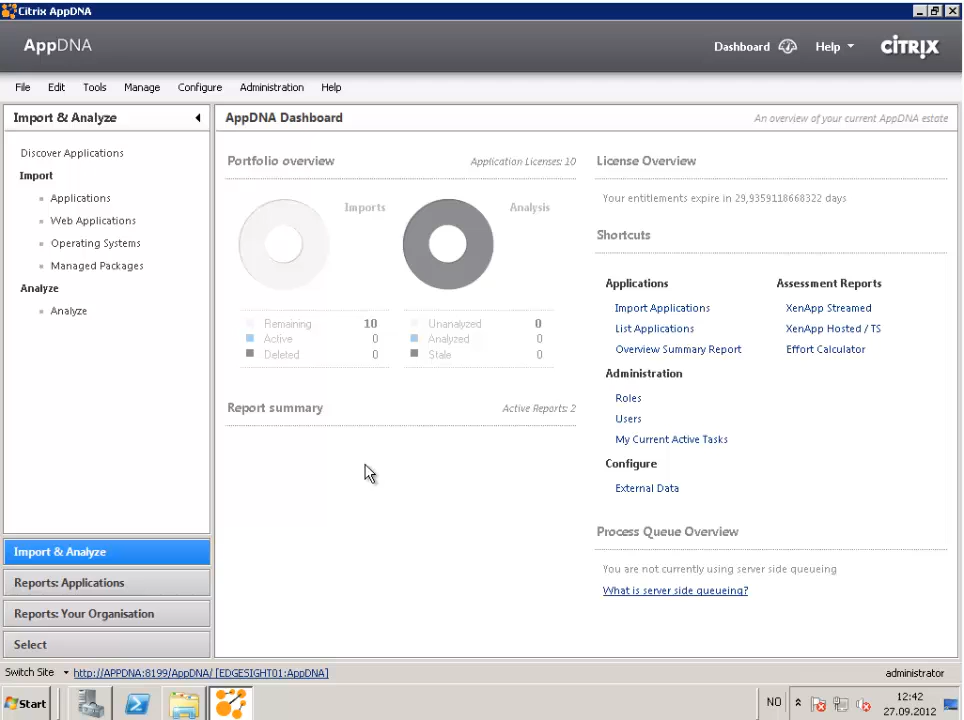 Citrix AppDNA
AppDNA
Dashboard
Help
CİTRIX
File Edit Tools Manage Configure Administration Help
Import & Analyze
Discover Applications
Import
Applications
Web Applications
Operating Systems
Managed Packages
Analyze
Analyze
Import & Analyze
Reports: Applications
Reports: Your Organisation
Select
AppDNA Dashboard
An overview of your current AppDNA estate
Portfolio overview
Application Licenses: 10
Imports
Remaining 10
Active 0
Deleted 0
Analysis
Unanalyzed 0
Analyzed 0
Stale 0
Report summary
Active Reports: 2
License Overview
Your entitlements expire in 29,9359118668322 days
Shortcuts
Applications
Import Applications
List Applications
Overview Summary Report
Administration
Roles
Users
My Current Active Tasks
Configure
External Data
Assessment Reports
XenApp Streamed
XenApp Hosted / TS
Effort Calculator
Process Queue Overview
You are not currently using server side queueing
What is server side queueing?
Switch Site http://APPDNA:8199/AppDNA/ [EDGESIGHT01:AppDNA]
administrator
Start
NO
12:42
27.09.2012